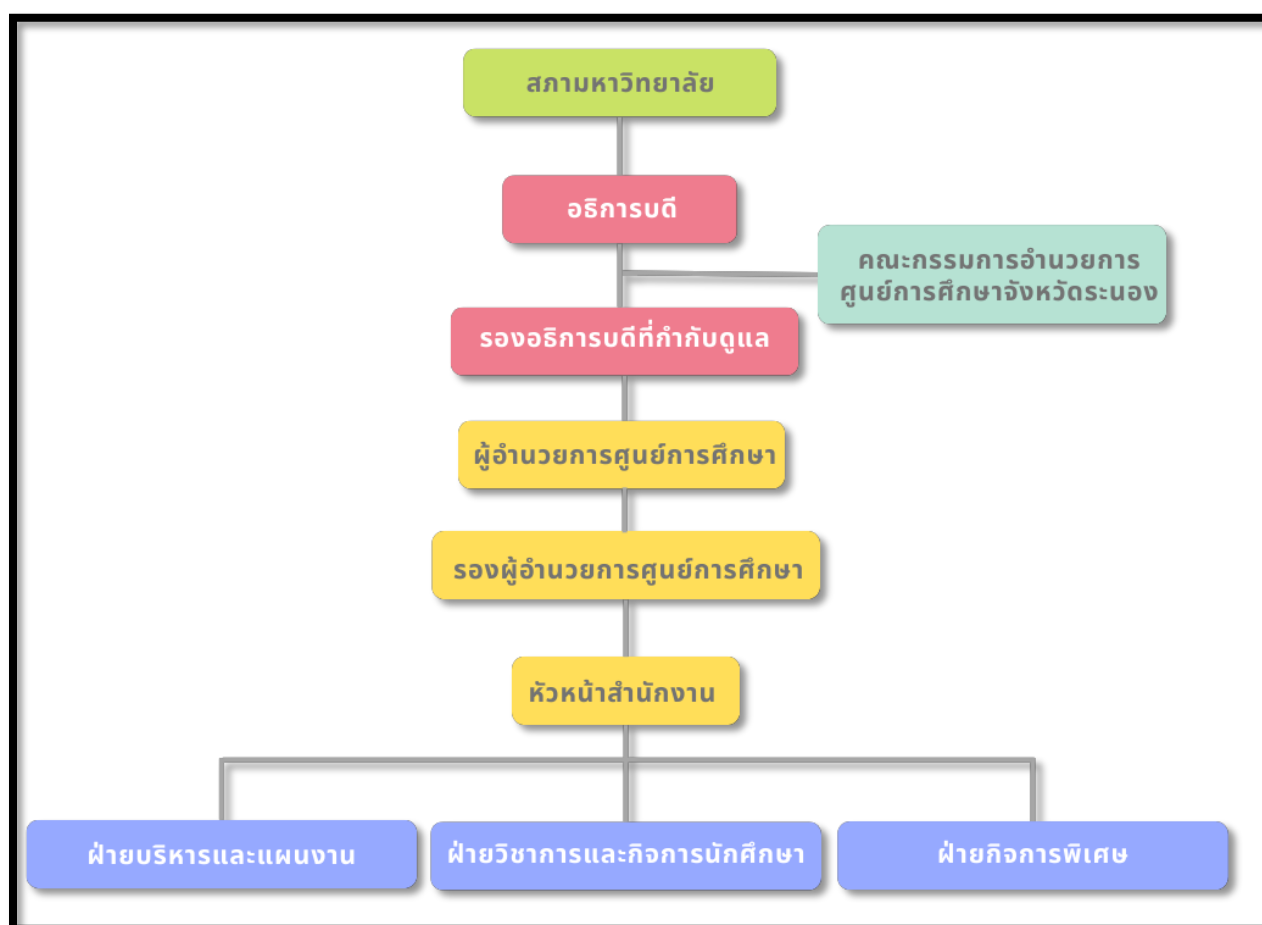 สภามหาวิทยาลัย
อธิการบดี
คณะกรรมการอำนวยการ
ศูนย์การศึกษาจังหวัดระนอง
รองอธิการบดีที่กำกับดูแล
ผู้อำนวยการศูนย์การศึกษา
รองผู้อำนวยการศูนย์การศึกษา
หัวหน้าสำนักงาน
ฝ่ายบริหารและแผนงาน
ฝ่ายวิชาการและกิจการนักศึกษา
ฝ่ายกิจการพิเศษ